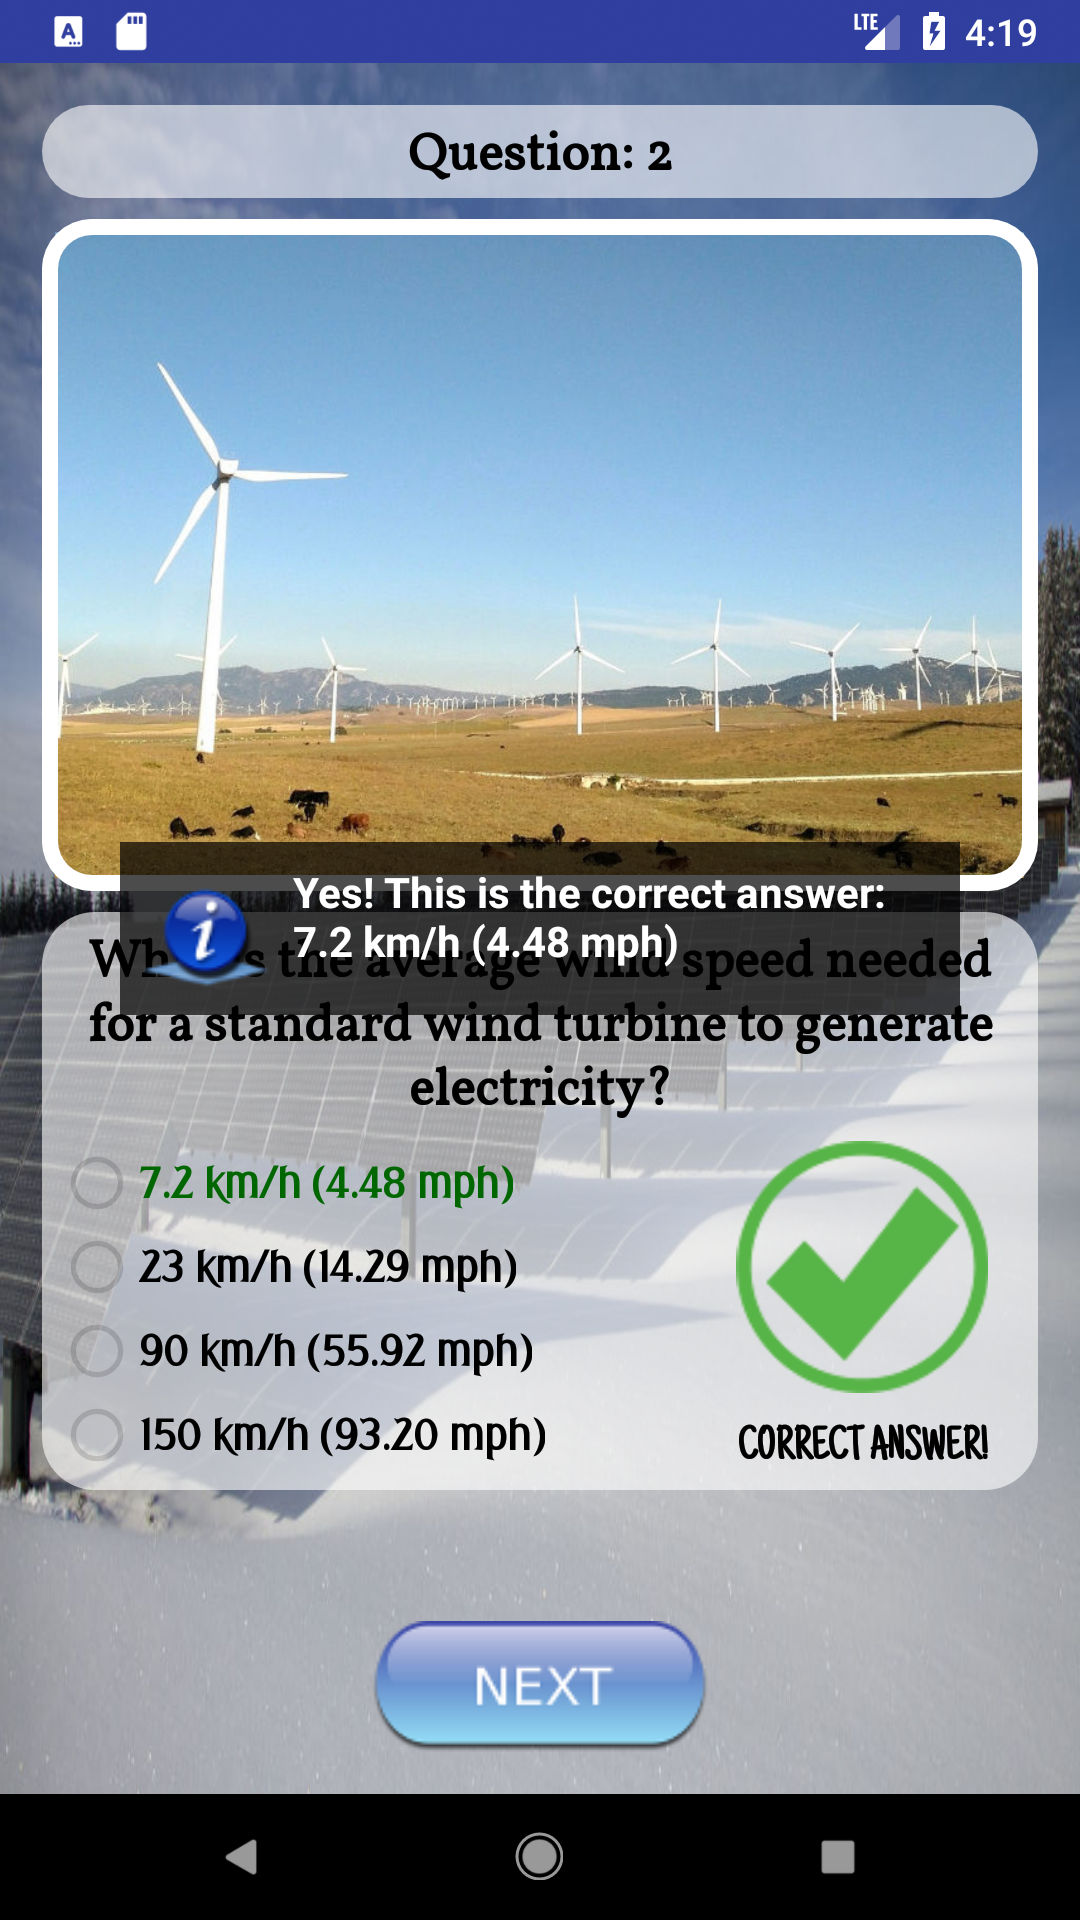 LTE 4:19
Question: 2
Yes! This is the correct answer:
7.2 km/h (4.48 mph)
What is the average wind speed needed
for a standard wind turbine to generate
electricity?
7.2 km/h (4.48 mph)
23 km/h (14.29 mph)
90 km/h (55.92 mph)
150 km/h (93.20 mph)
CORRECT ANSWER!
NEXT